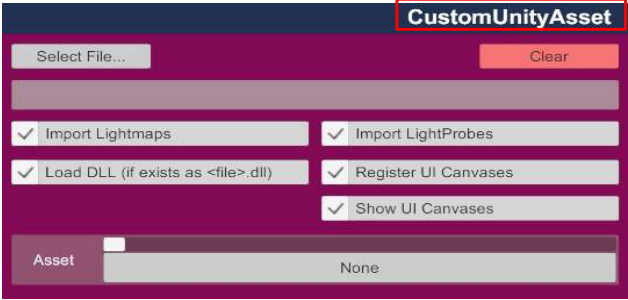 CustomUnityAsset
Select File...
Clear
Import Lightmaps
Import LightProbes
Load DLL (if exists as <file>.dll)
Register UI Canvases
Show UI Canvases
Asset
None